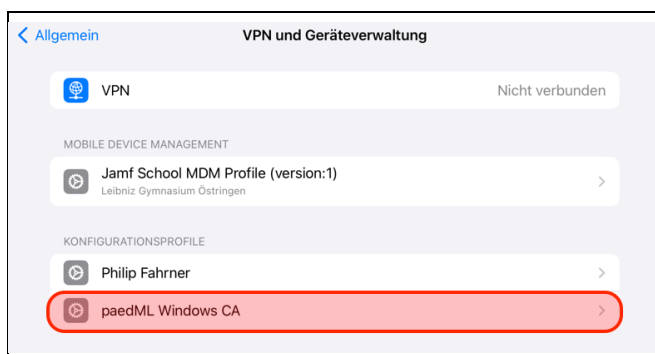 Allgemein
VPN und Geräteverwaltung
VPN
Nicht verbunden
MOBILE DEVICE MANAGEMENT
Jamf School MDM Profile (version:1)
Leibniz Gymnasium Östringen
KONFIGURATIONSPROFILE
Philip Fahrner
paedML Windows CA